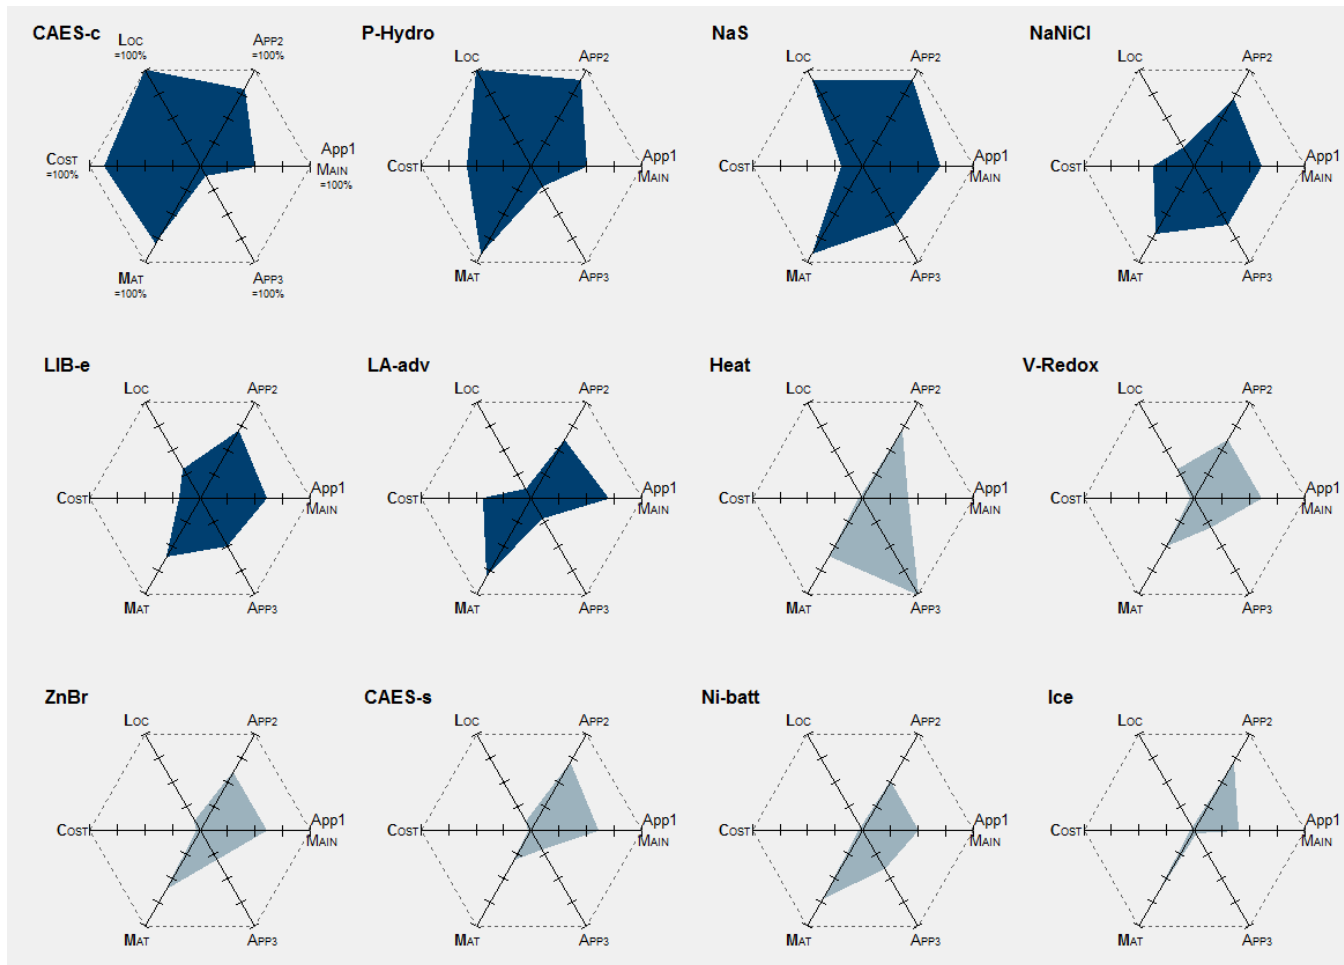 CAES-c
P-Hydro
NaS
NaNiCl
LOC
=100%
APP2
=100%
COST
=100%
App1
MAIN
=100%
MAT
=100%
APP3
=100%
LOC
APP2
COST
App1
MAIN
MAT
APP3
LOC
APP2
COST
App1
MAIN
MAT
APP3
LOC
APP2
COST
App1
MAIN
MAT
APP3
LIB-e
LA-adv
Heat
V-Redox
LOC
APP2
COST
App1
MAIN
MAT
APP3
LOC
APP2
COST
App1
MAIN
MAT
APP3
LOC
APP2
COST
App1
MAIN
MAT
APP3
LOC
APP2
COST
App1
MAIN
MAT
APP3
ZnBr
CAES-s
Ni-batt
Ice
LOC
APP2
COST
App1
MAIN
MAT
APP3
LOC
APP2
COST
App1
MAIN
MAT
APP3
LOC
APP2
COST
App1
MAIN
MAT
APP3
LOC
APP2
COST
App1
MAIN
MAT
APP3